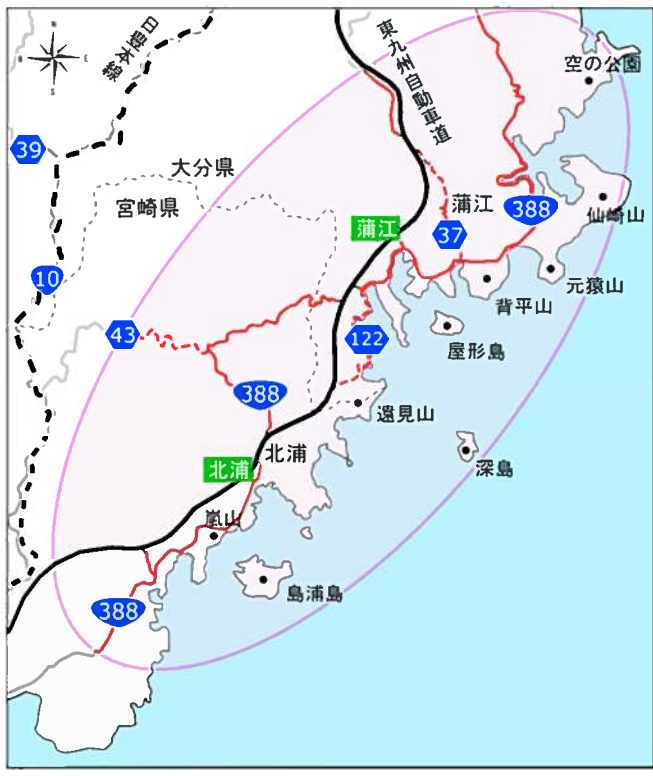 N
W
E
S
日豊本線
東九州自動車道
空の公園
39
大分県
宮崎県
蒲江
388
仙崎山
蒲江
37
10
元猿山
背平山
43
122
屋形島
388
遠見山
北浦
北浦
深島
嵐山
島浦島
388